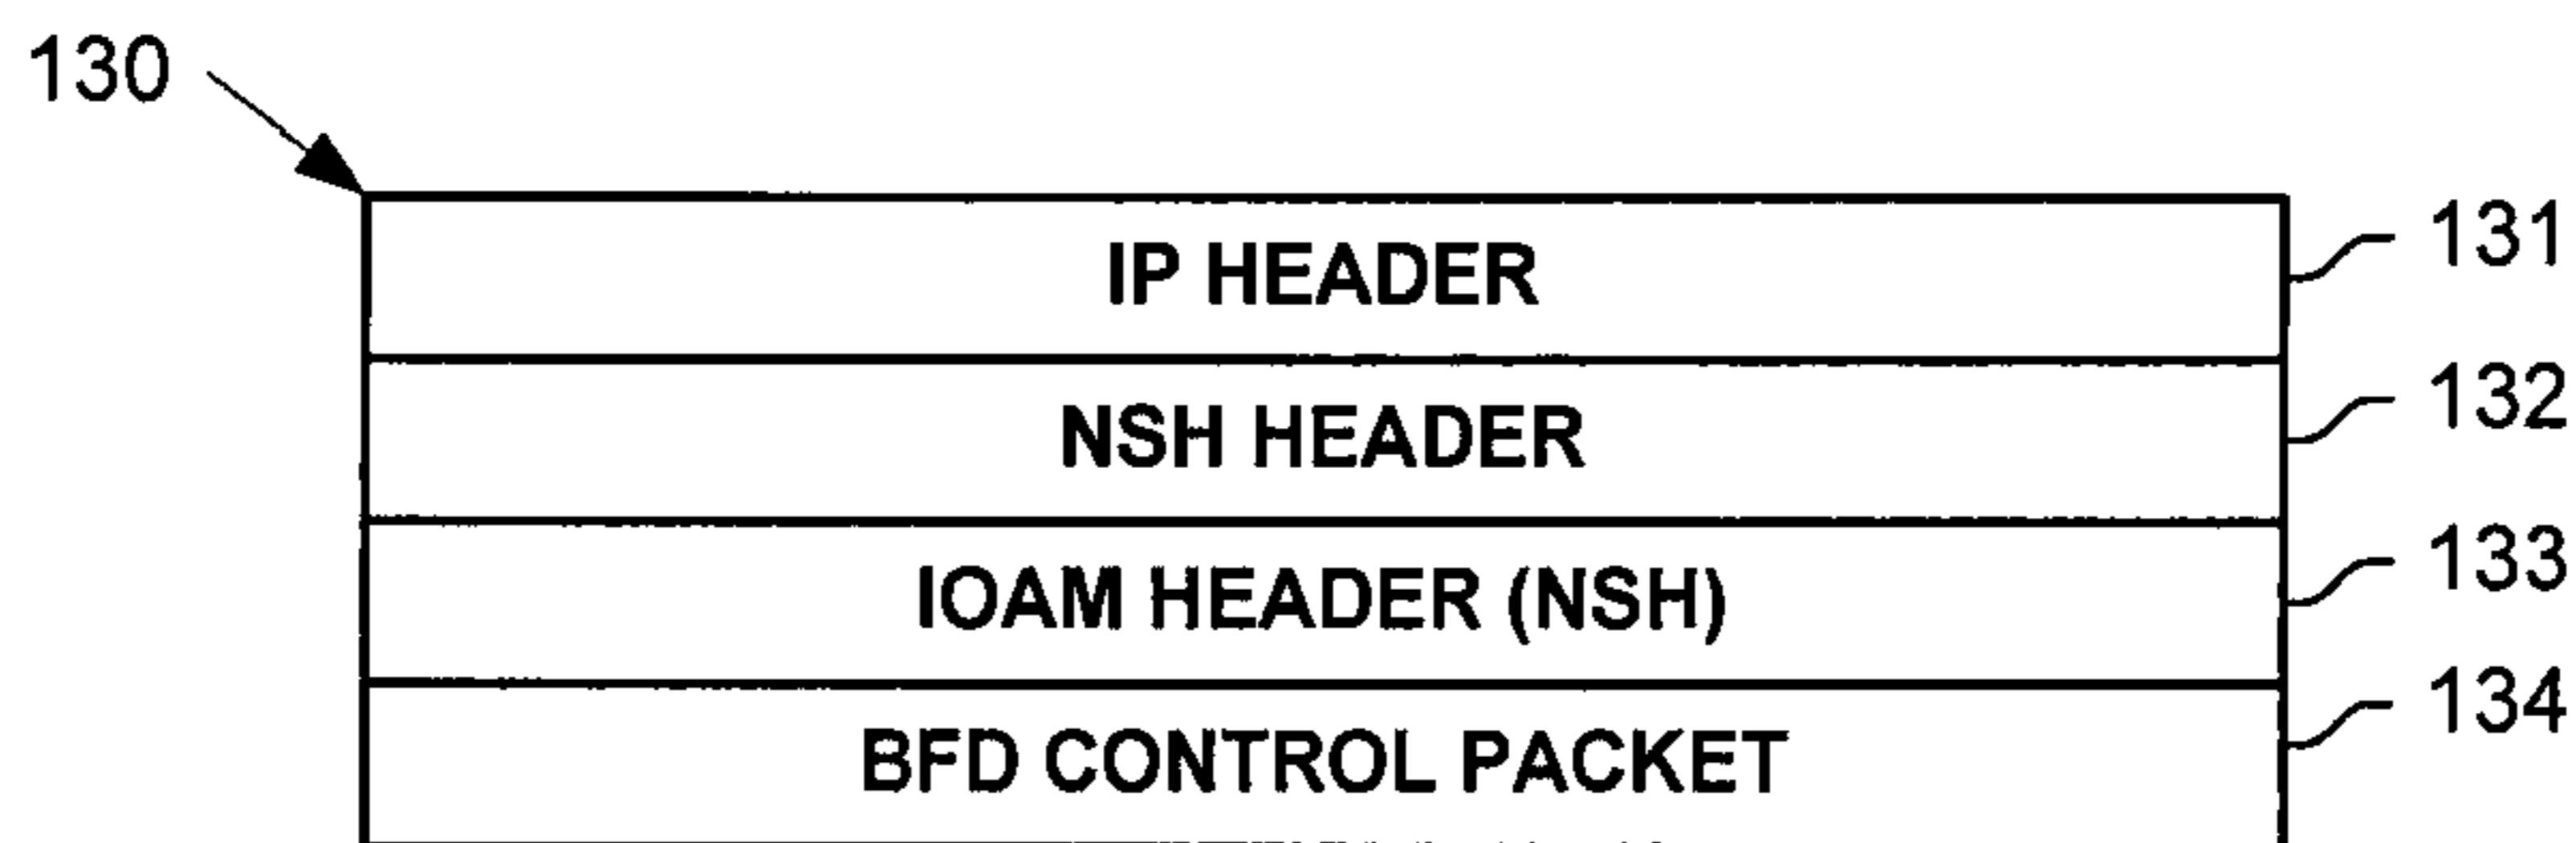 130
IP HEADER 131
NSH HEADER 132
IOAM HEADER (NSH) 133
BFD CONTROL PACKET 134